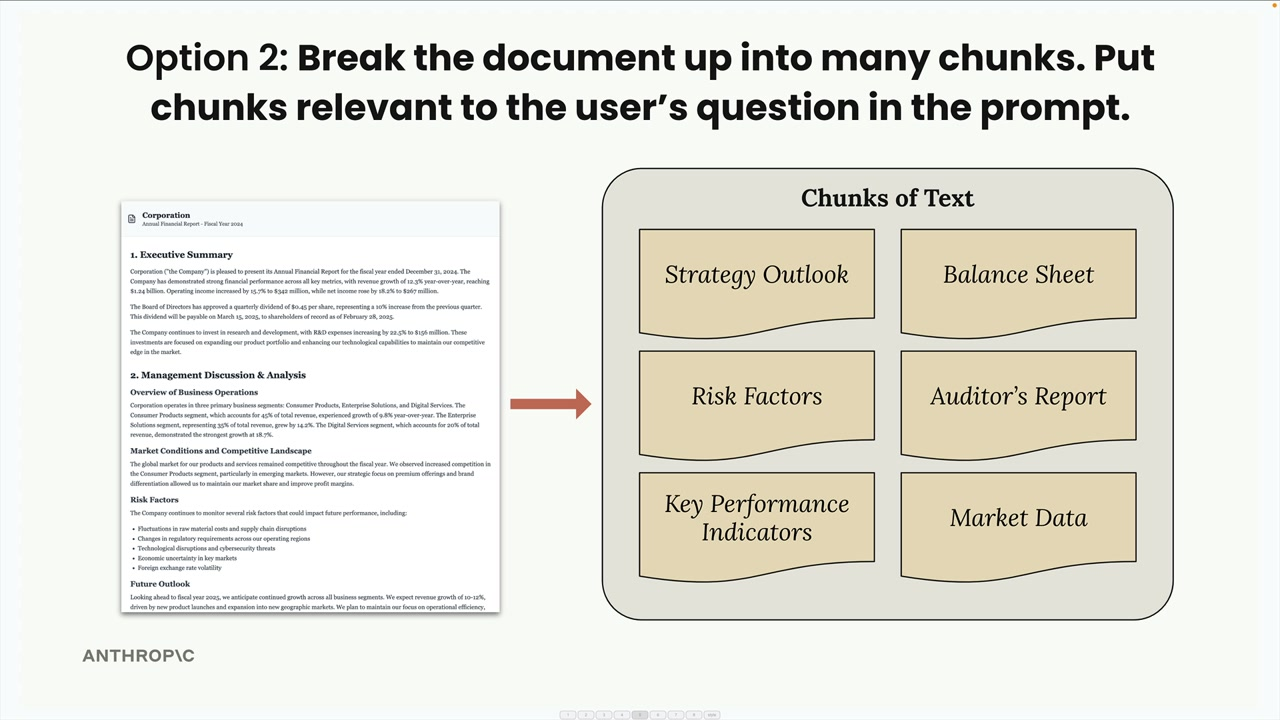 Option 2: Break the document up into many chunks. Put
chunks relevant to the user’s question in the prompt.
Corporation
Annual Financial Report - Fiscal Year 2024
1. Executive Summary
Corporation ("the Company") is pleased to present its Annual Financial Report for the fiscal year ended December 31, 2024. The
Company has demonstrated strong financial performance across all key metrics, with revenue growth of 12.3% year-over-year, reaching
$1.24 billion. Operating income increased by 15.7% to $342 million, while net income rose by 18.2% to $267 million.
The Board of Directors has approved a quarterly dividend of $0.45 per share, representing a 10% increase from the previous quarter.
This dividend will be payable on March 15, 2025, to shareholders of record as of February 28, 2025.
The Company continues to invest in research and development, with R&D expenses increasing by 22.5% to $156 million. These
investments are focused on expanding our product portfolio and enhancing our technological capabilities to maintain our competitive
edge in the market.
2. Management Discussion & Analysis
Overview of Business Operations
Corporation operates in three primary business segments: Consumer Products, Enterprise Solutions, and Digital Services. The
Consumer Products segment, which accounts for 45% of total revenue, experienced growth of 9.8% year-over-year. The Enterprise
Solutions segment, representing 35% of total revenue, grew by 14.2%. The Digital Services segment, which accounts for 20% of total
revenue, demonstrated the strongest growth at 18.7%.
Market Conditions and Competitive Landscape
The global market for our products and services remained competitive throughout the fiscal year. We observed increased competition in
the Consumer Products segment, particularly in emerging markets. However, our strategic focus on premium offerings and brand
differentiation allowed us to maintain our market share and improve profit margins.
Risk Factors
The Company continues to monitor several risk factors that could impact future performance, including:
• Fluctuations in raw material costs and supply chain disruptions
• Changes in regulatory requirements across our operating regions
• Technological disruptions and cybersecurity threats
• Economic uncertainty in key markets
• Foreign exchange rate volatility
Future Outlook
Looking ahead to fiscal year 2025, we anticipate continued growth across all business segments. We expect revenue growth of 10-12%,
driven by new product launches and expansion into new geographic markets. We plan to maintain our focus on operational efficiency,
Chunks of Text
Strategy Outlook
Balance Sheet
Risk Factors
Auditor’s Report
Key Performance
Indicators
Market Data
ANTHROP\C